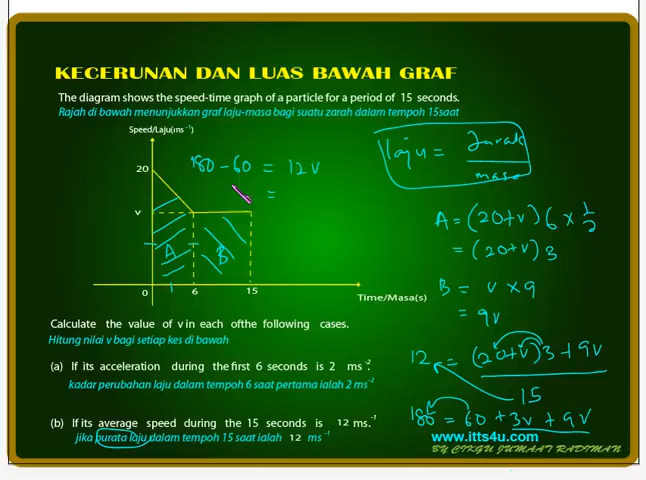 KECERUNAN DAN LUAS BAWAH GRAF
The diagram shows the speed-time graph of a particle for a period of 15 seconds.
Rajah di bawah menunjukkan graf laju-masa bagi suatu zarah dalam tempoh 15saat
Speed/Laju(ms⁻¹)
20
v
0
6
15
Time/Masa(s)
A
B
180 - 60 = 12v
=
laju = Jarak
masa
A = (20+v) 6 × 1/2
= (20+v) 3
B = v × 9
= 9v
12 = (20+v)3 + 9v
15
180 = 60 + 3v + 9v
Calculate the value of v in each ofthe following cases.
Hitung nilai v bagi setiap kes di bawah
(a) If its acceleration during the first 6 seconds is 2 ms⁻².
kadar perubahan laju dalam tempoh 6 saat pertama ialah 2 ms⁻²
(b) If its average speed during the 15 seconds is 12 ms.⁻¹
jika purata laju dalam tempoh 15 saat ialah 12 ms⁻¹
www.itts4u.com
BY CIKGU JUMAAT RADIMAN